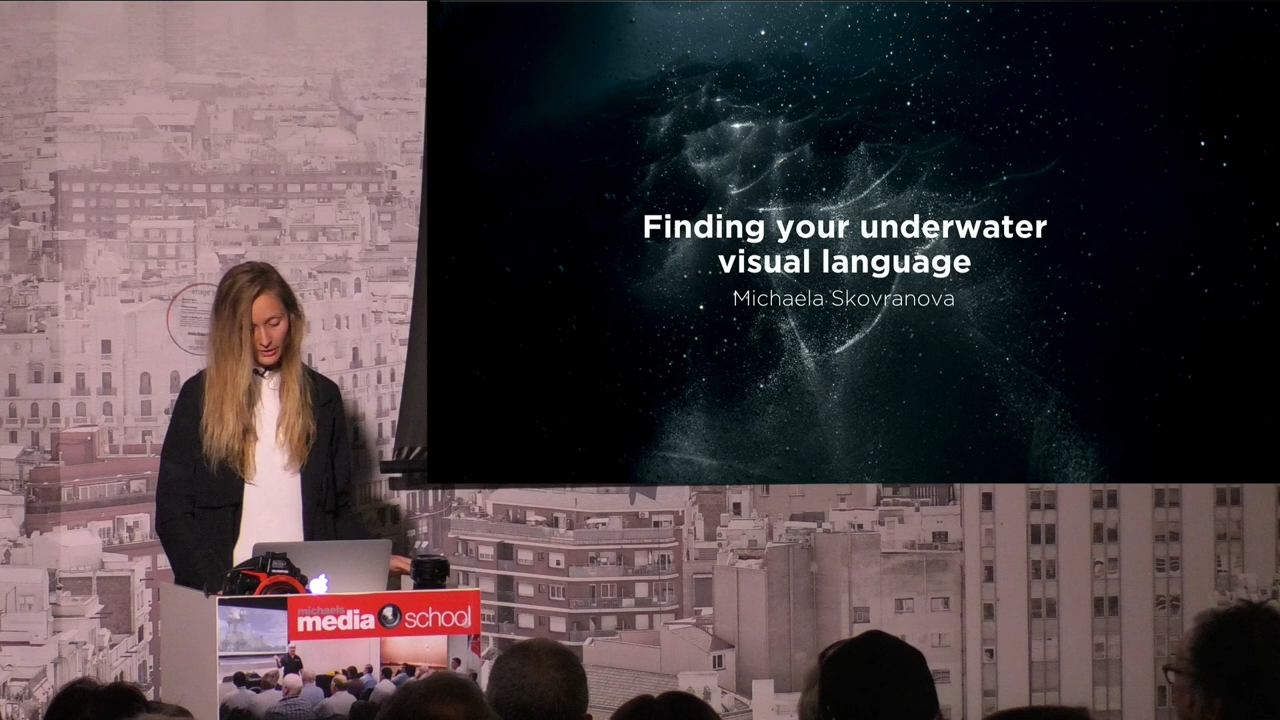 Finding your underwater
visual language
Michaela Skovranova
michaels
media school